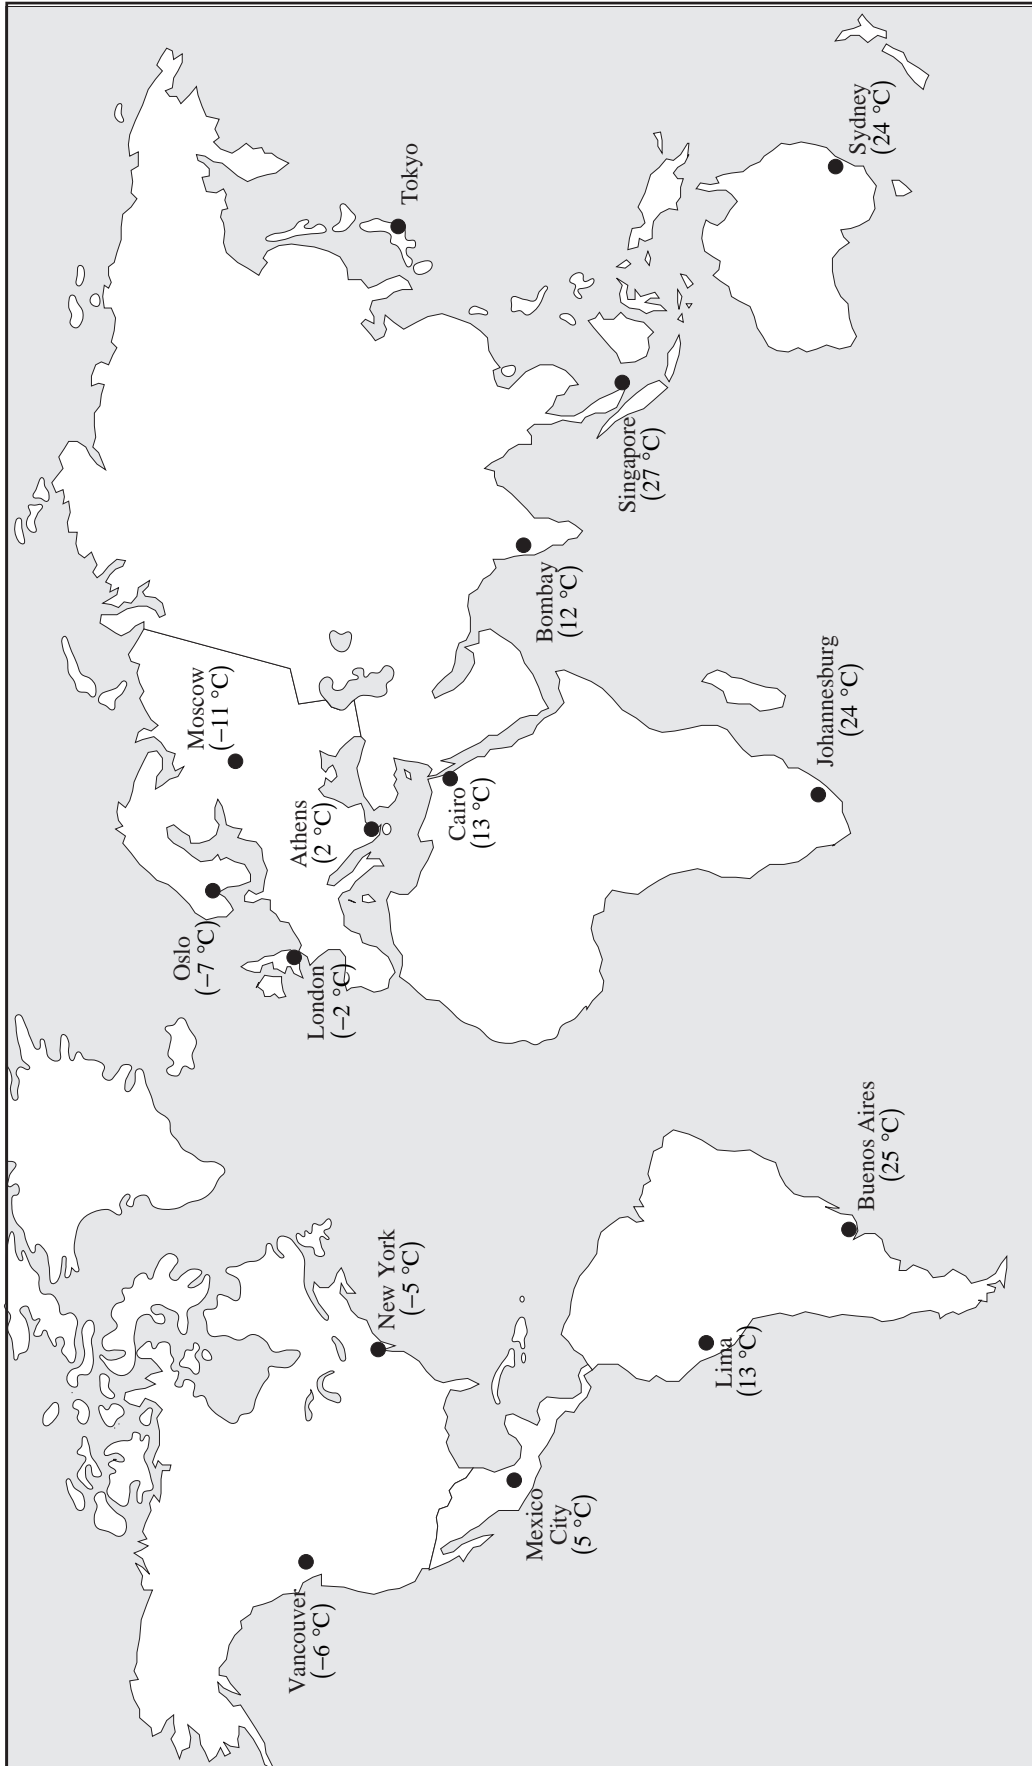 Vancouver
(−6 °C)
Mexico
City
(5 °C)
New York
(−5 °C)
Lima
(13 °C)
Buenos Aires
(25 °C)
Oslo
(−7 °C)
London
(−2 °C)
Athens
(2 °C)
Moscow
(−11 °C)
Cairo
(13 °C)
Johannesburg
(24 °C)
Bombay
(12 °C)
Singapore
(27 °C)
Tokyo
Sydney
(24 °C)